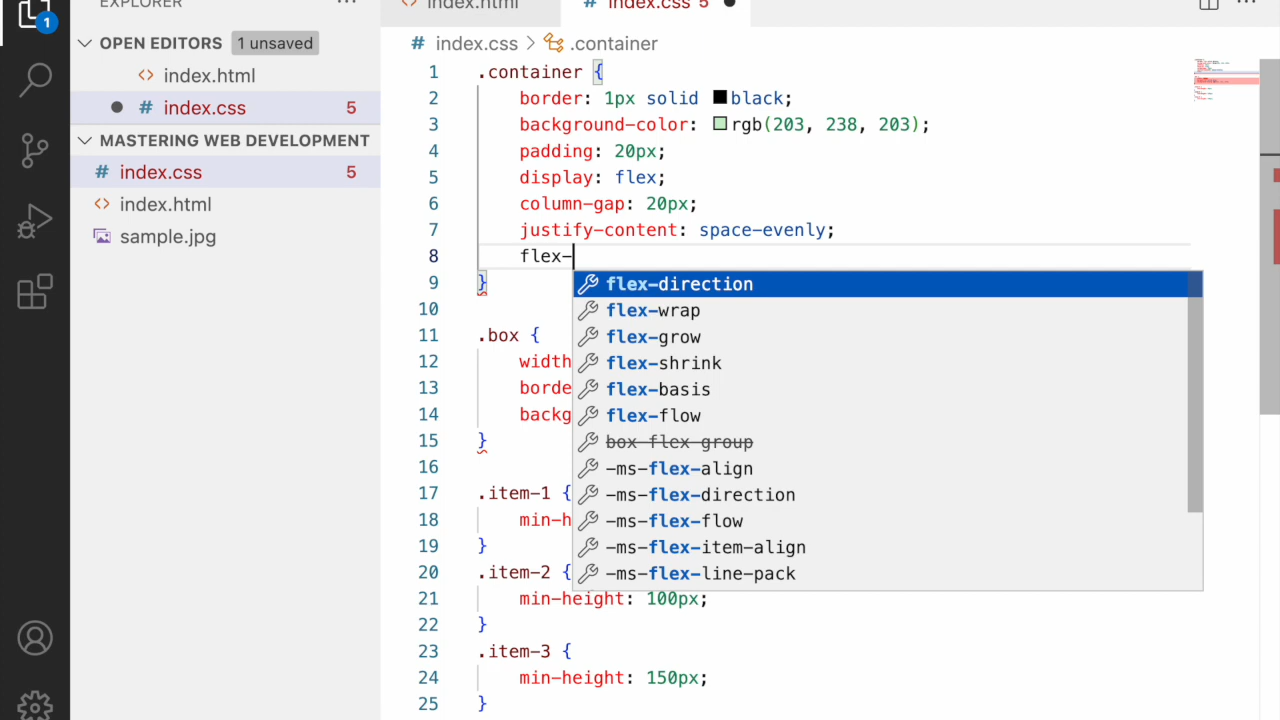 1
EXPLORER
OPEN EDITORS 1 unsaved
index.html
# index.css 5
MASTERING WEB DEVELOPMENT
# index.css 5
index.html
sample.jpg
index.html
# index.css 5
# index.css > .container
1 .container {
2 border: 1px solid black;
3 background-color: rgb(203, 238, 203);
4 padding: 20px;
5 display: flex;
6 column-gap: 20px;
7 justify-content: space-evenly;
8 flex-
9 }
10
11 .box {
12 width
13 borde
14 backg
15 }
16
17 .item-1 {
18 min-h
19 }
20 .item-2 {
21 min-height: 100px;
22 }
23 .item-3 {
24 min-height: 150px;
25 }
flex-direction
flex-wrap
flex-grow
flex-shrink
flex-basis
flex-flow
box-flex-group
-ms-flex-align
-ms-flex-direction
-ms-flex-flow
-ms-flex-item-align
-ms-flex-line-pack